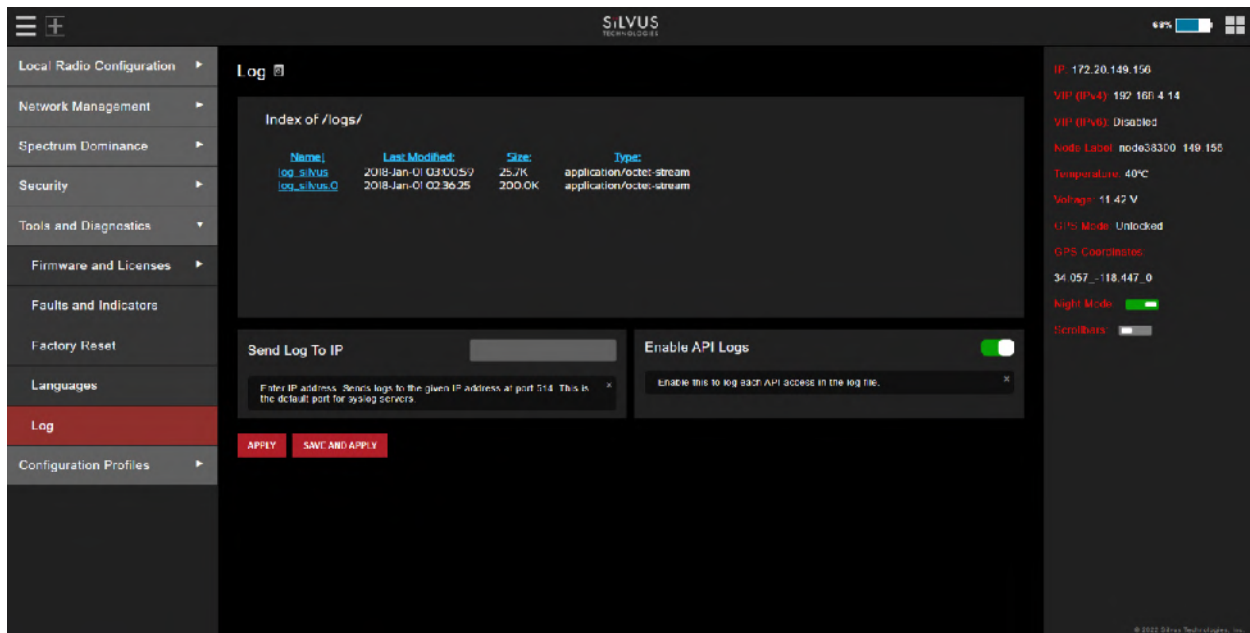 SiLVUS
TECHNOLOGIES
68%
Local Radio Configuration
Network Management
Spectrum Dominance
Security
Tools and Diagnostics
Firmware and Licenses
Faults and Indicators
Factory Reset
Languages
Log
Configuration Profiles
Log
Index of /logs/
Name↓ Last Modified: Size: Type:
log_silvus 2018-Jan-01 03:00:59 25.7K application/octet-stream
log_silvus.0 2018-Jan-01 02:36:25 200.0K application/octet-stream
Send Log To IP
Enter IP address. Sends logs to the given IP address at port 514. This is
the default port for syslog servers.
Enable API Logs
Enable this to log each API access in the log file.
APPLY SAVE AND APPLY
IP: 172.20.149.156
VIP (IPv4): 192.168.4.14
VIP (IPv6): Disabled
Node Label: node38300_149.156
Temperature: 40°C
Voltage: 11.42 V
GPS Mode: Unlocked
GPS Coordinates:
34.057_-118.447_0
Night Mode:
Scrollbars:
© 2022 Silvus Technologies, Inc.